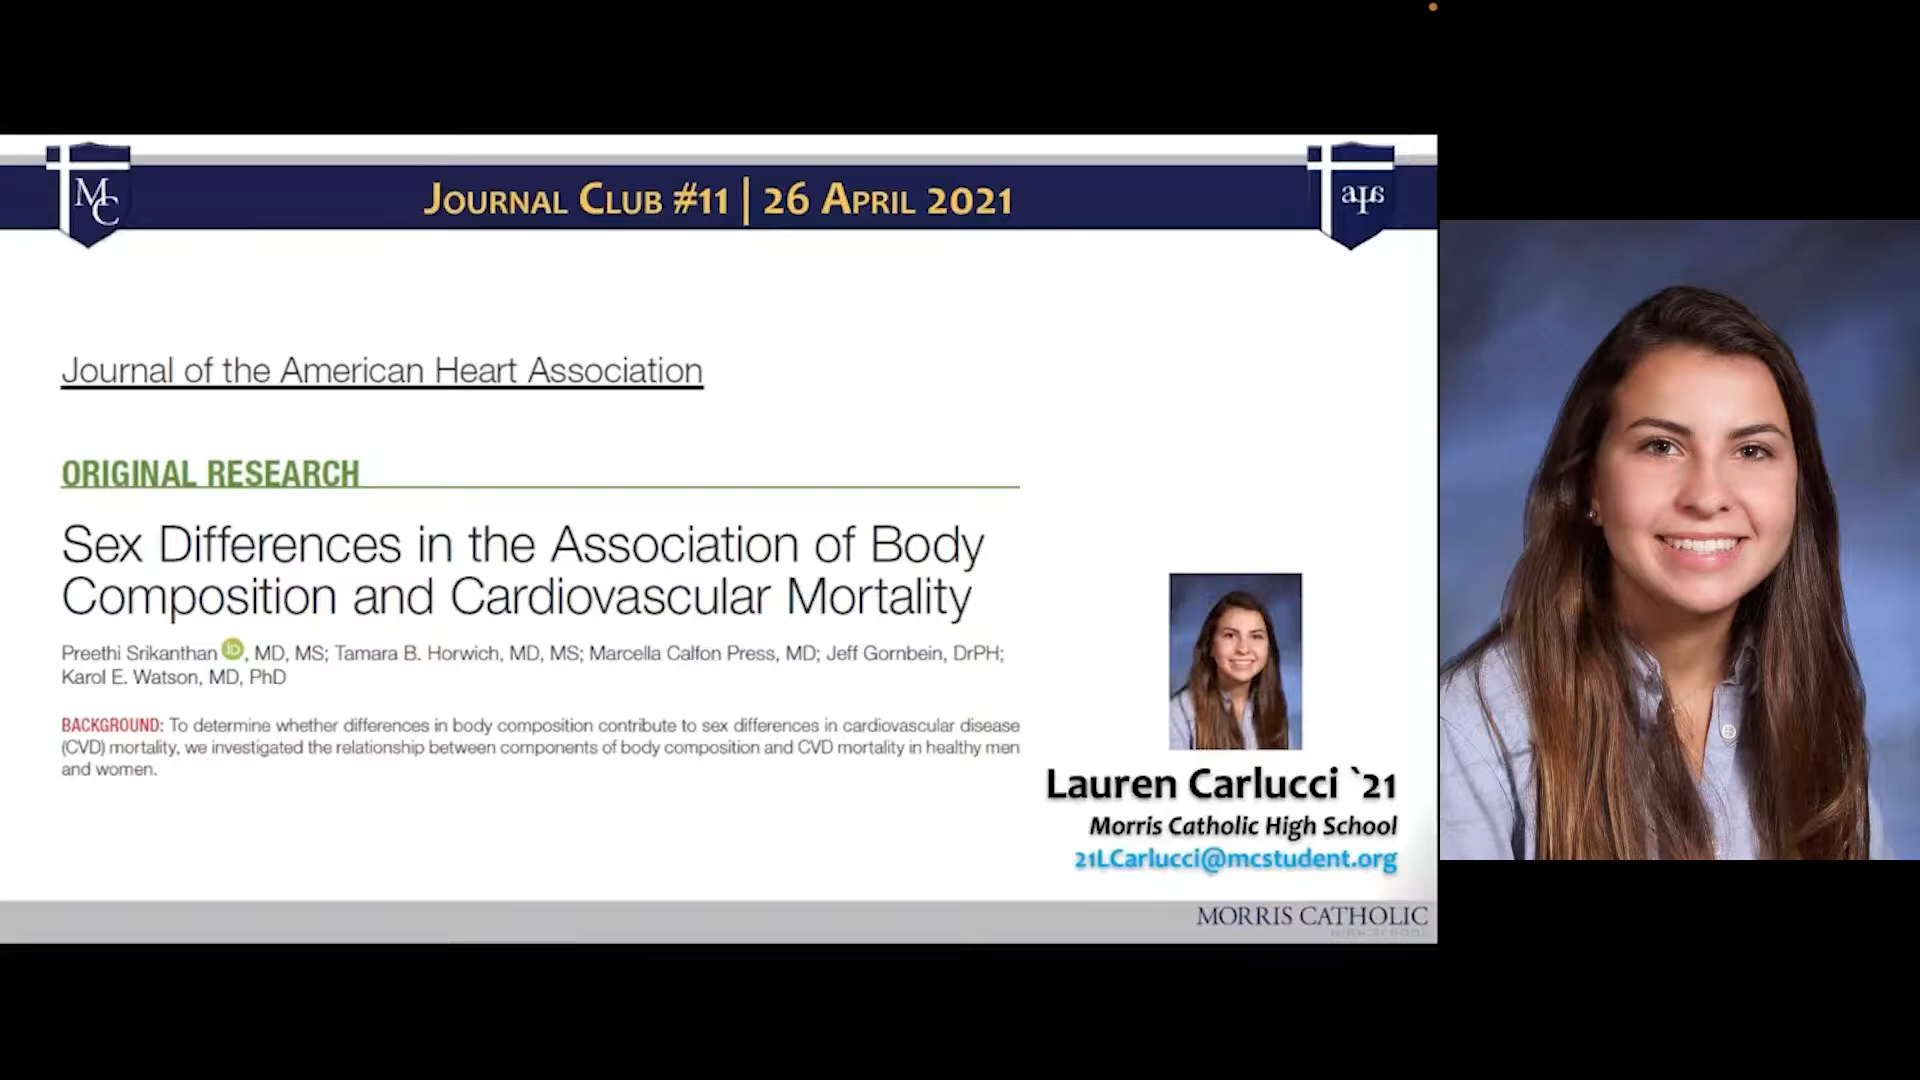 MC
JOURNAL CLUB #11 | 26 APRIL 2021
Journal of the American Heart Association
ORIGINAL RESEARCH
Sex Differences in the Association of Body
Composition and Cardiovascular Mortality
Preethi Srikanthan iD, MD, MS; Tamara B. Horwich, MD, MS; Marcella Calfon Press, MD; Jeff Gornbein, DrPH;
Karol E. Watson, MD, PhD
BACKGROUND: To determine whether differences in body composition contribute to sex differences in cardiovascular disease
(CVD) mortality, we investigated the relationship between components of body composition and CVD mortality in healthy men
and women.
Lauren Carlucci `21
Morris Catholic High School
21LCarlucci@mcstudent.org
MORRIS CATHOLIC
HIGH SCHOOL